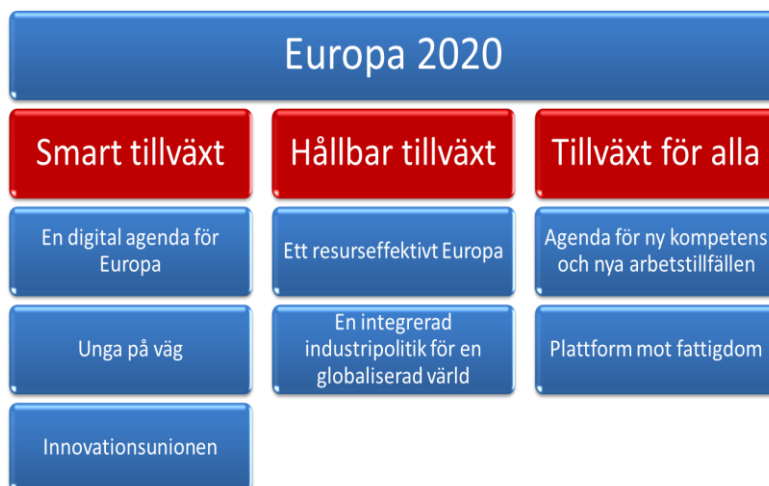 Europa 2020
Smart tillväxt
Hållbar tillväxt
Tillväxt för alla
En digital agenda för
Europa
Ett resurseffektivt Europa
Agenda för ny kompetens
och nya arbetstillfällen
Unga på väg
En integrerad
industripolitik för en
globaliserad värld
Plattform mot fattigdom
Innovationsunionen